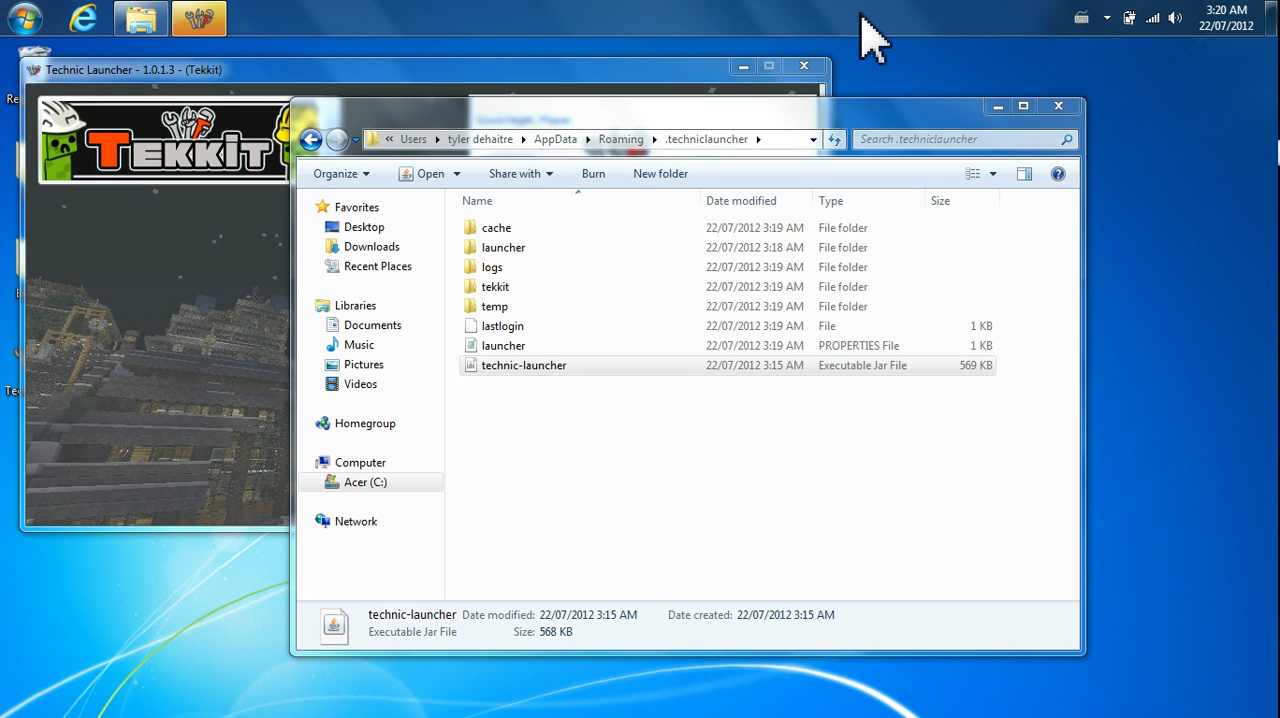 3:20 AM
22/07/2012
Technic Launcher - 1.0.1.3 - (Tekkit)
TEKKIT
« Users tyler dehaitre AppData Roaming .techniclauncher
Search .techniclauncher
Organize Open Share with Burn New folder
Name Date modified Type Size
Favorites
Desktop
Downloads
Recent Places
Libraries
Documents
Music
Pictures
Videos
Homegroup
Computer
Acer (C:)
Network
cache 22/07/2012 3:19 AM File folder
launcher 22/07/2012 3:18 AM File folder
logs 22/07/2012 3:19 AM File folder
tekkit 22/07/2012 3:19 AM File folder
temp 22/07/2012 3:19 AM File folder
lastlogin 22/07/2012 3:19 AM File 1 KB
launcher 22/07/2012 3:19 AM PROPERTIES File 1 KB
technic-launcher 22/07/2012 3:15 AM Executable Jar File 569 KB
technic-launcher Date modified: 22/07/2012 3:15 AM Date created: 22/07/2012 3:15 AM
Executable Jar File Size: 568 KB